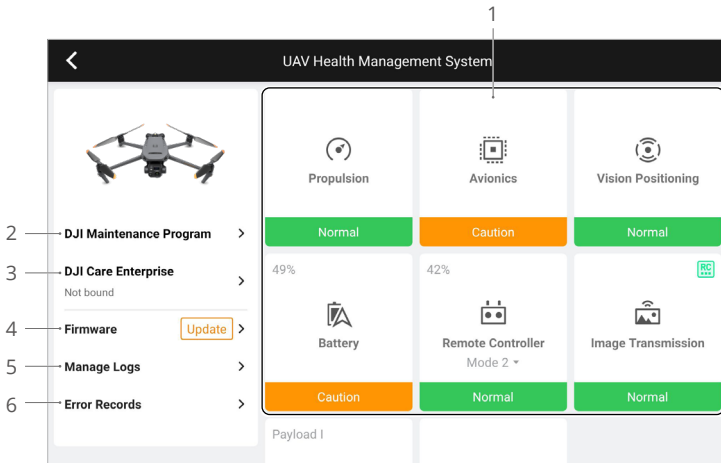 1
UAV Health Management System
Propulsion
Avionics
Vision Positioning
Normal
Caution
Normal
2
DJI Maintenance Program
3
DJI Care Enterprise
Not bound
4
Firmware
Update
5
Manage Logs
6
Error Records
49%
42%
RC
Battery
Remote Controller
Mode 2
Image Transmission
Caution
Normal
Normal
Payload I